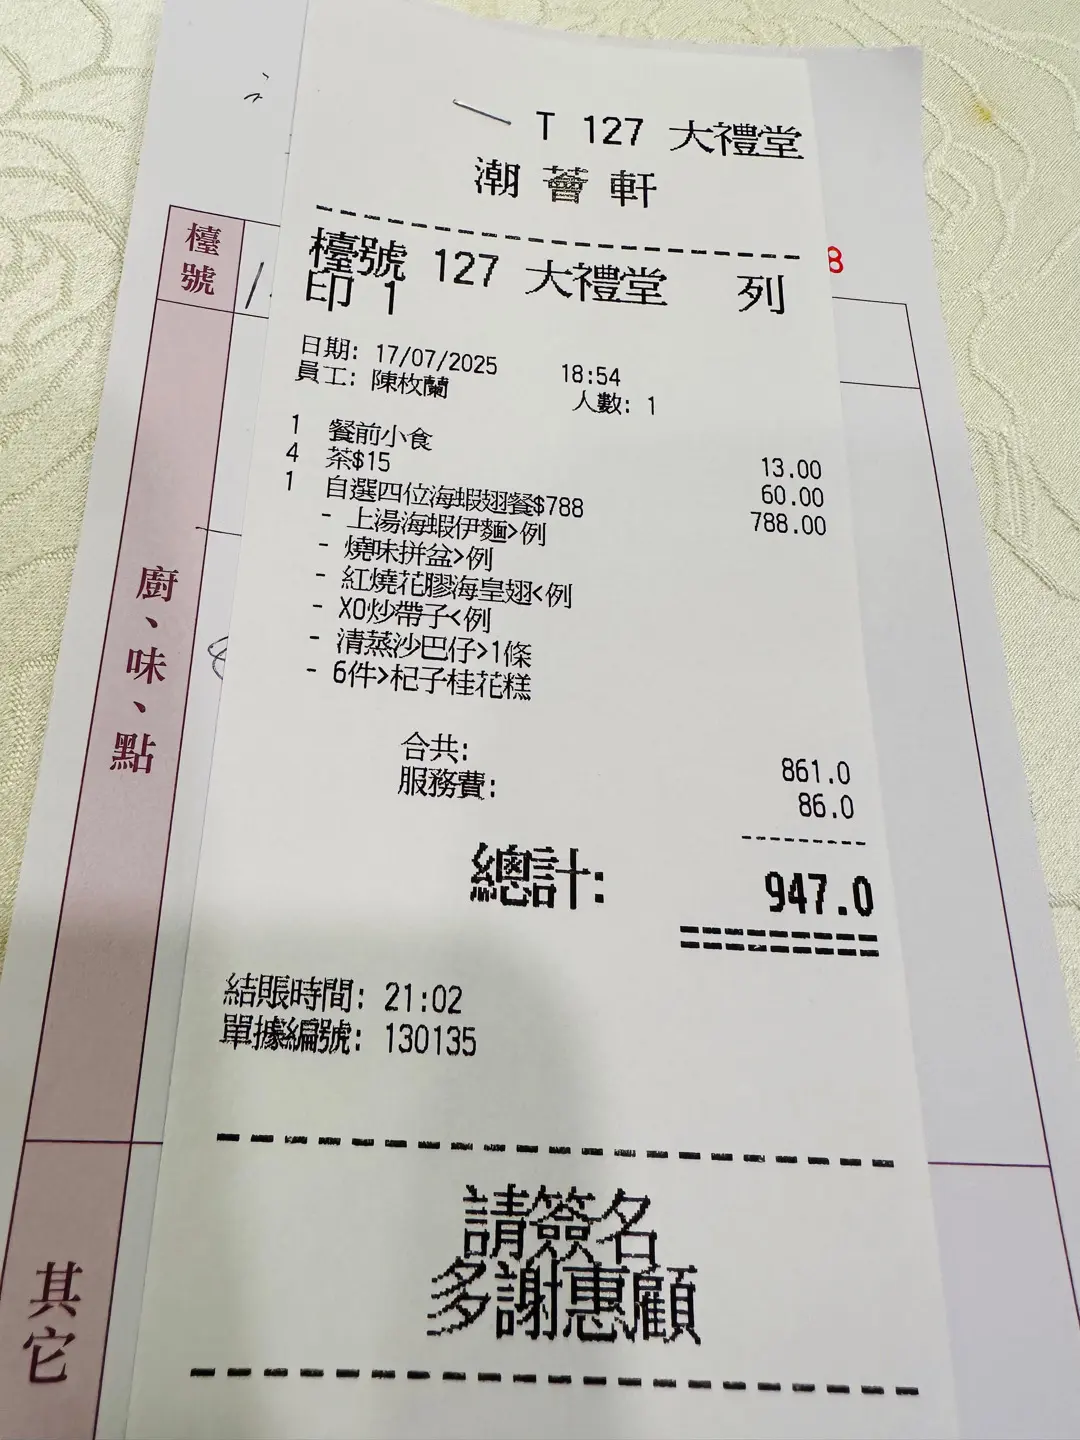 T 127 大禮堂
潮薈軒
檯號 127 大禮堂 列
印 1
日期: 17/07/2025 18:54
員工: 陳枚蘭 人數: 1
1 餐前小食 13.00
4 茶$15 60.00
1 自選四位海蝦翅餐$788 788.00
- 上湯海蝦伊麵>例
- 燒味拼盆>例
- 紅燒花膠海皇翅<例
- XO炒帶子<例
- 清蒸沙巴仔>1條
- 6件>杞子桂花糕
合共: 861.0
服務費: 86.0
總計: 947.0
結賬時間: 21:02
單據編號: 130135
請簽名
多謝惠顧
檯號
8
廚、味、點
其它